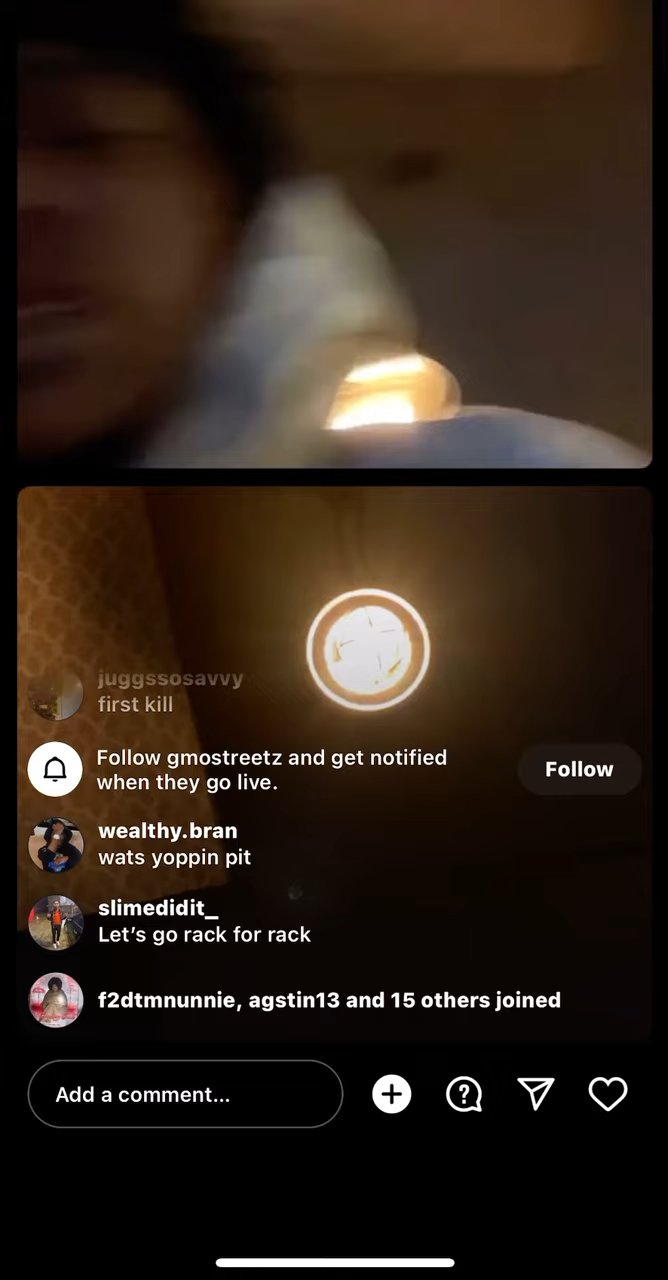 juggssosavvy
first kill
Follow gmostreetz and get notified
when they go live.
Follow
wealthy.bran
wats yoppin pit
slimedidit_
Let’s go rack for rack
f2dtmnunnie, agstin13 and 15 others joined
Add a comment...